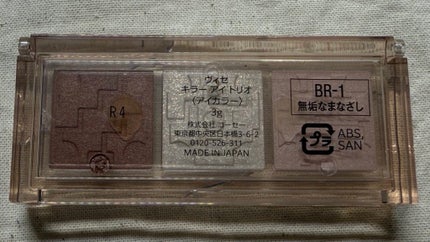 R4
ヴィセ
キラー アイ トリオ
(アイカラー)
3g
株式会社 コーセー
東京都中央区日本橋3-6-2
0120-526-311
MADE IN JAPAN
BR-1
無垢なまなざし
プラ
ABS,
SAN